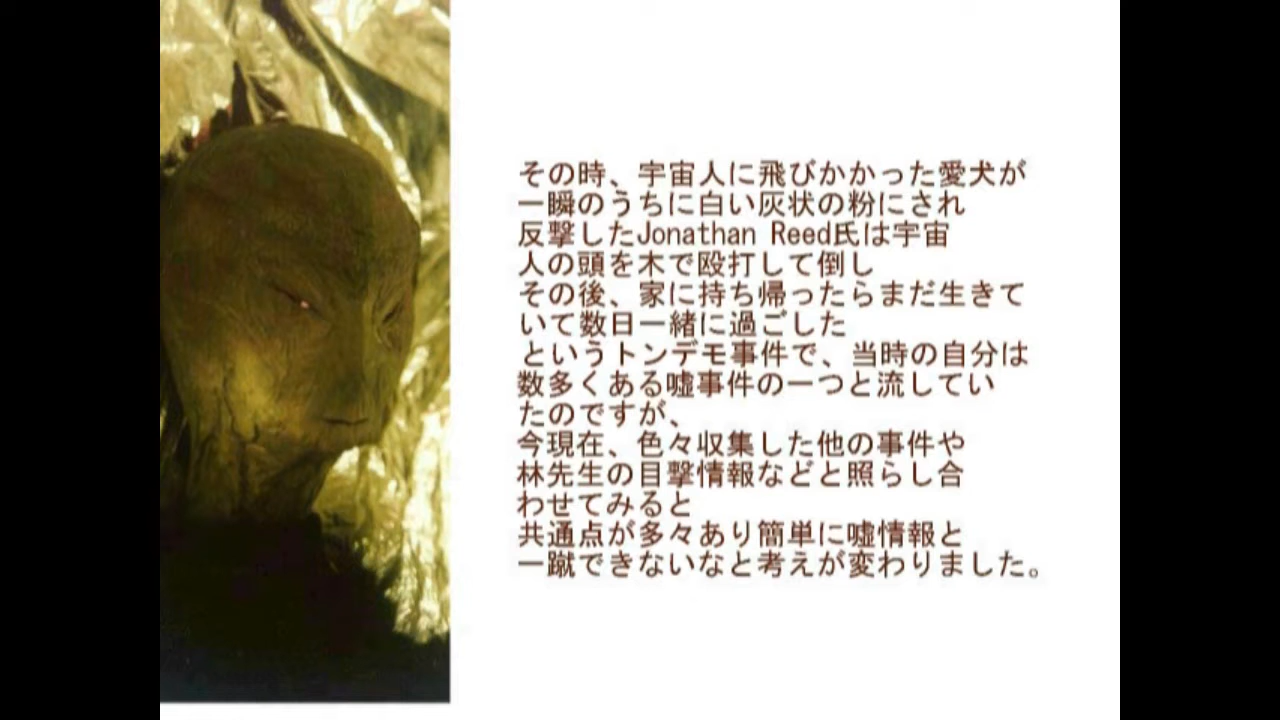 その時、宇宙人に飛びかかった愛犬が
一瞬のうちに白い灰状の粉にされ
反撃したJonathan Reed氏は宇宙
人の頭を木で殴打して倒し
その後、家に持ち帰ったらまだ生きて
いて数日一緒に過ごした
というトンデモ事件で、当時の自分は
数多くある嘘事件の一つと流してい
たのですが、
今現在、色々収集した他の事件や
林先生の目撃情報などと照らし合
わせてみると
共通点が多々あり簡単に嘘情報と
一蹴できないなと考えが変わりました。